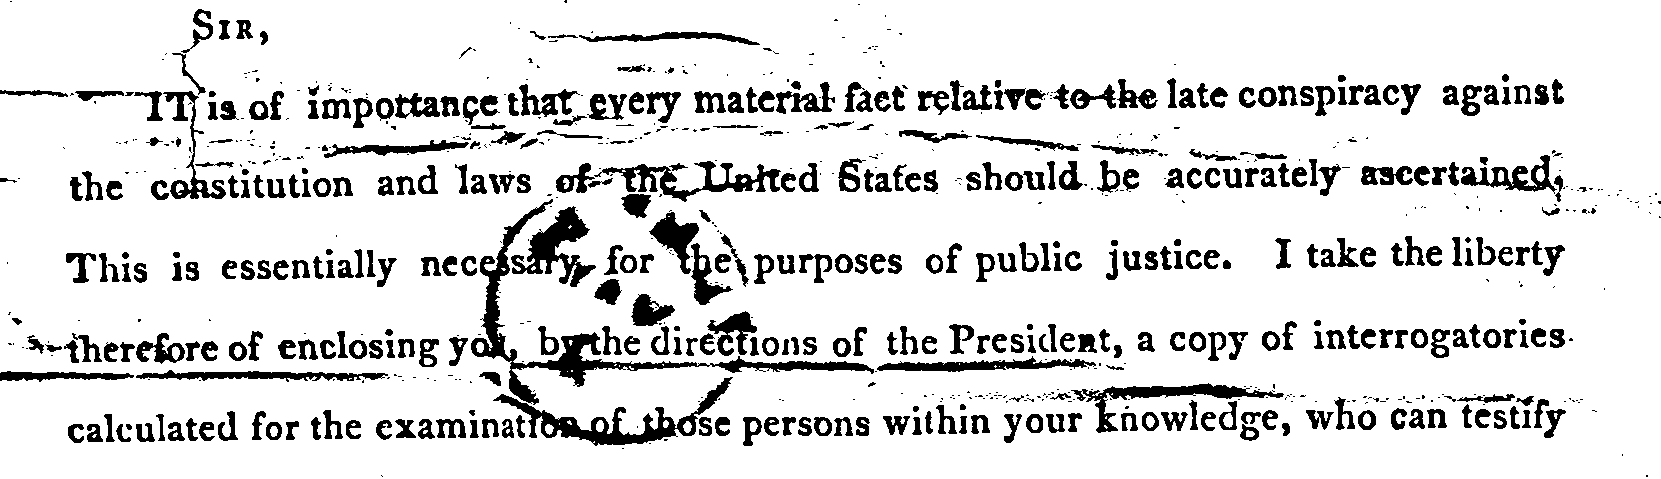 SIR,
IT is of importance that every material fact relative to the late conspiracy against
the constitution and laws of the United States should be accurately ascertained,
This is essentially necessary, for the purposes of public justice. I take the liberty
therefore of enclosing you, by the directions of the President, a copy of interrogatories
calculated for the examination of those persons within your knowledge, who can testify